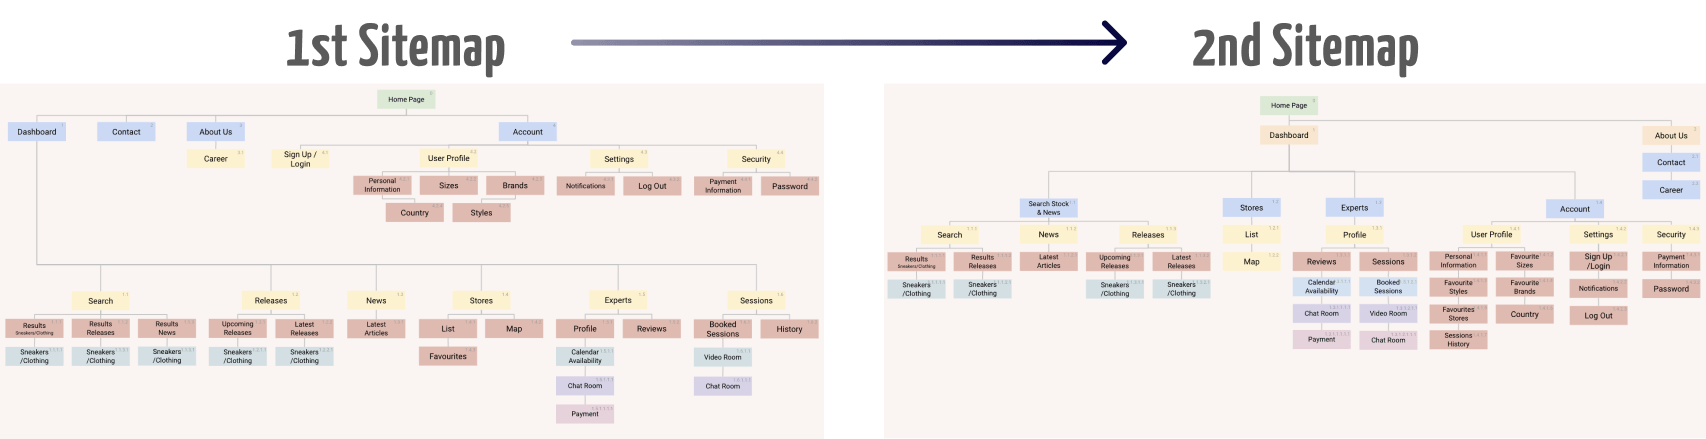 1st Sitemap
2nd Sitemap
Home Page
Dashboard
Contact
About Us
Account
Career
Sign Up /
Login
User Profile
Settings
Security
Personal
Information
Sizes
Brands
Notifications
Log Out
Payment
Information
Password
Country
Styles
Search
Releases
News
Stores
Experts
Sessions
Results
Sneakers/Clothing
Results
Releases
Results
News
Upcoming
Releases
Latest
Releases
Latest
Articles
List
Map
Profile
Reviews
Booked
Sessions
History
Sneakers
/Clothing
Sneakers
/Clothing
Sneakers
/Clothing
Sneakers
/Clothing
Sneakers
/Clothing
Favourites
Calendar
Availability
Video Room
Chat Room
Chat Room
Payment
Home Page
Dashboard
About Us
Contact
Career
Search Stock
& News
Stores
Experts
Account
Search
News
Releases
List
Profile
User Profile
Settings
Security
Results
Sneakers/Clothing
Results
Releases
Latest
Articles
Upcoming
Releases
Latest
Releases
Map
Reviews
Sessions
Personal
Information
Favourite
Sizes
Sign Up
/Login
Payment
Information
Sneakers
/Clothing
Sneakers
/Clothing
Sneakers
/Clothing
Sneakers
/Clothing
Calendar
Availability
Booked
Sessions
Favourite
Styles
Favourite
Brands
Notifications
Password
Chat Room
Video Room
Favourites
Stores
Country
Log Out
Payment
Chat Room
Sessions
History